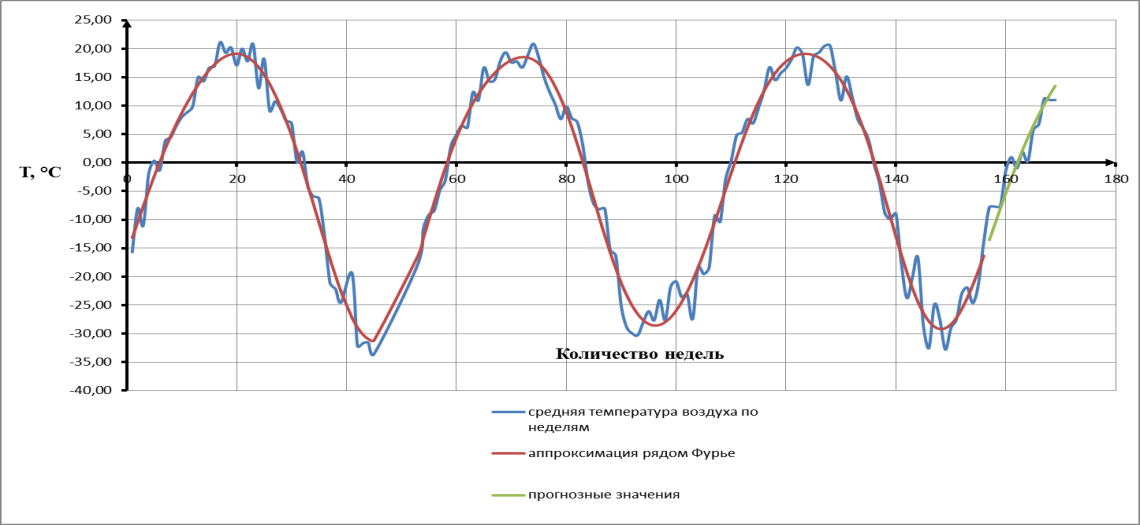 25,00
20,00
15,00
10,00
5,00
0,00
-5,00
-10,00
-15,00
-20,00
-25,00
-30,00
-35,00
-40,00
T, °C
0 20 40 60 80 100 120 140 160 180
Количество недель
средняя температура воздуха по
неделям
аппроксимация рядом Фурье
прогнозные значения